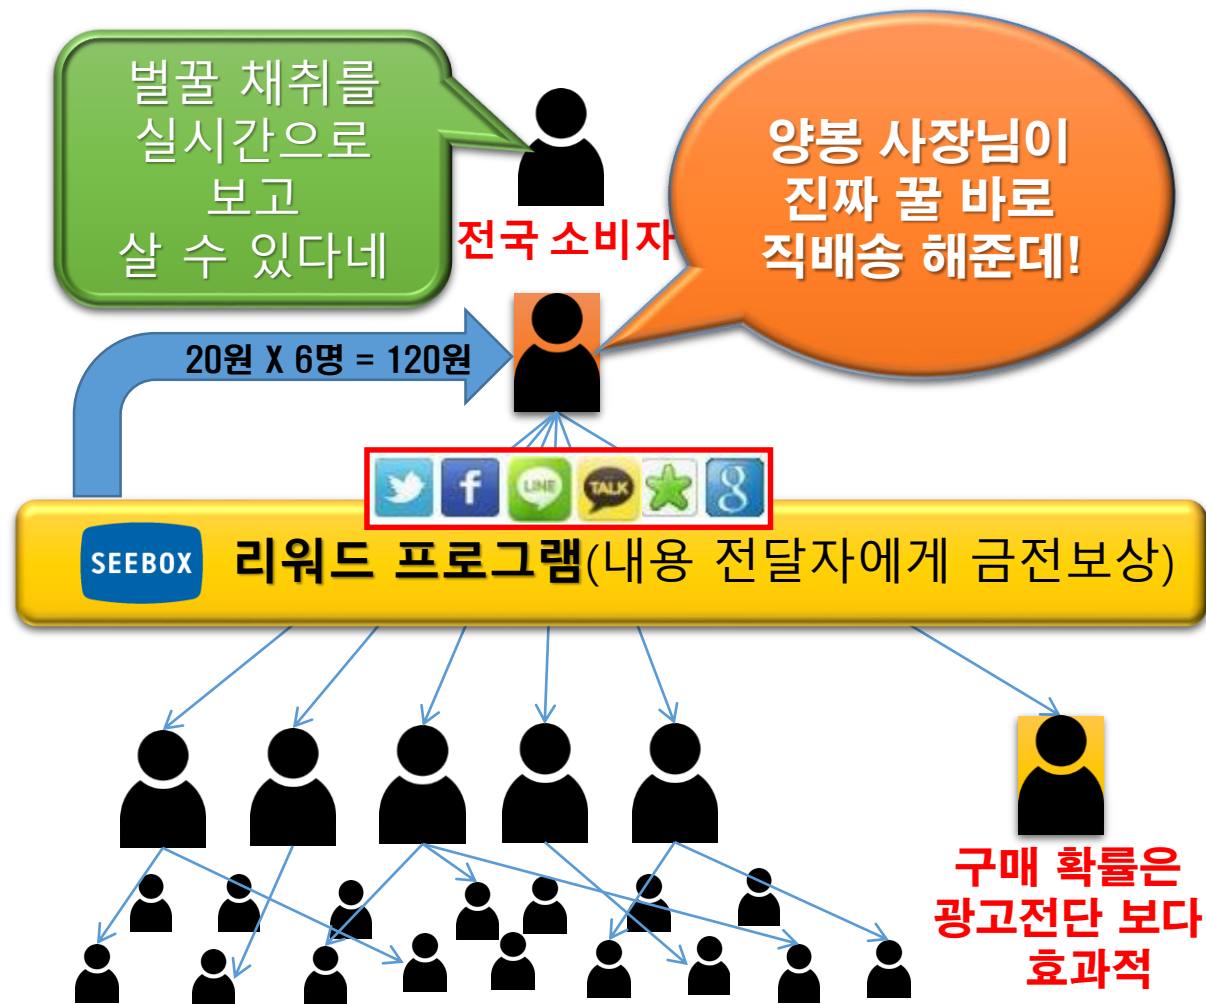 벌꿀 채취를
실시간으로
보고
살 수 있다네
양봉 사장님이
진짜 꿀 바로
직배송 해준데!
전국 소비자
20원 X 6명 = 120원
LINE
TALK
8
SEEBOX
리워드 프로그램(내용 전달자에게 금전보상)
구매 확률은
광고전단 보다
효과적